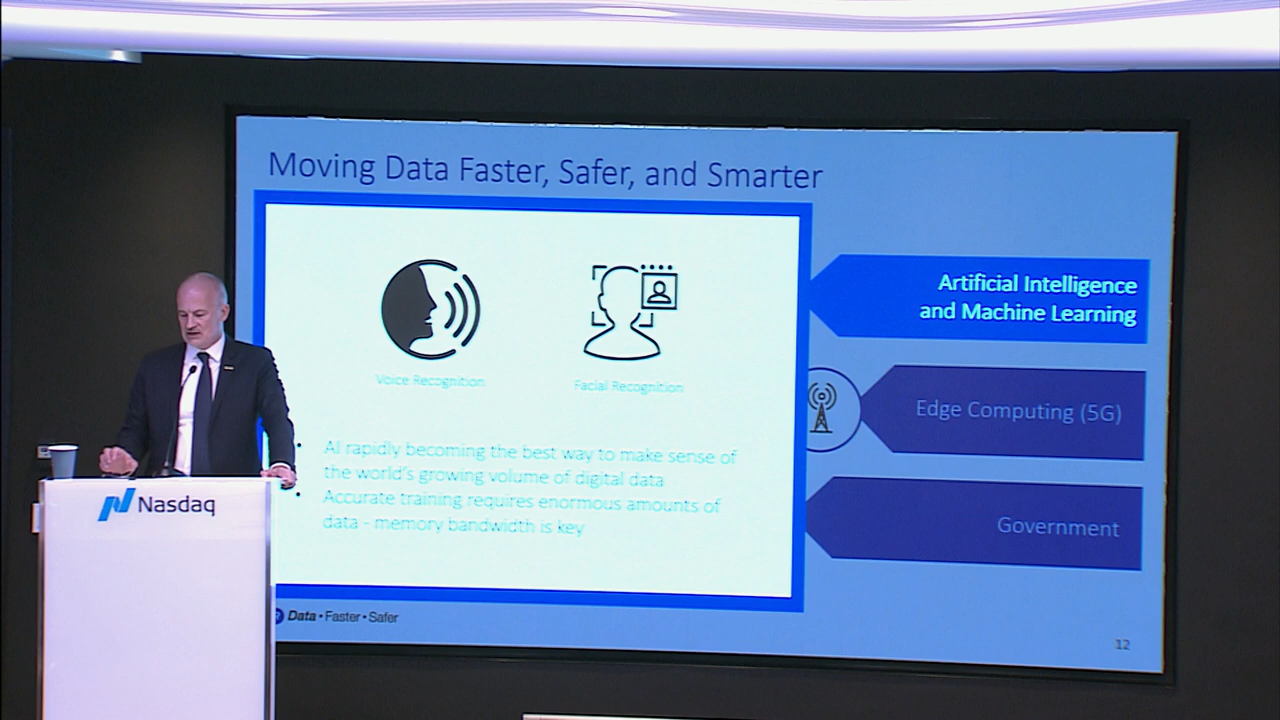 Moving Data Faster, Safer, and Smarter
Voice Recognition
Facial Recognition
• AI rapidly becoming the best way to make sense of
the world's growing volume of digital data
• Accurate training requires enormous amounts of
data - memory bandwidth is key
Artificial Intelligence
and Machine Learning
Edge Computing (5G)
Government
Data • Faster • Safer
12
Nasdaq